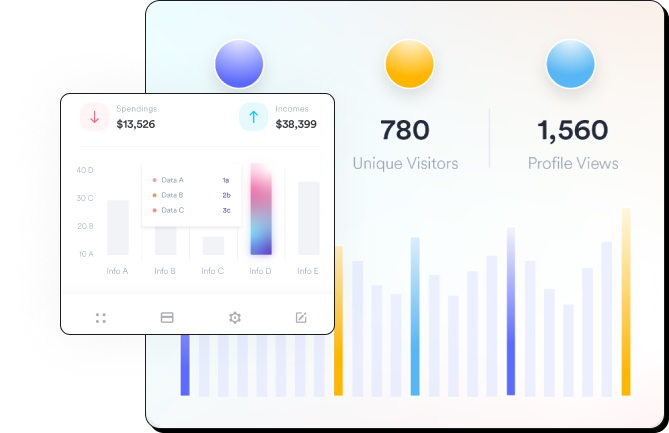 Spendings
$13,526
Incomes
$38,399
40 D
30 C
20 B
10 A
Data A 1a
Data B 2b
Data C 3c
Info A Info B Info C Info D Info E
780
Unique Visitors
1,560
Profile Views